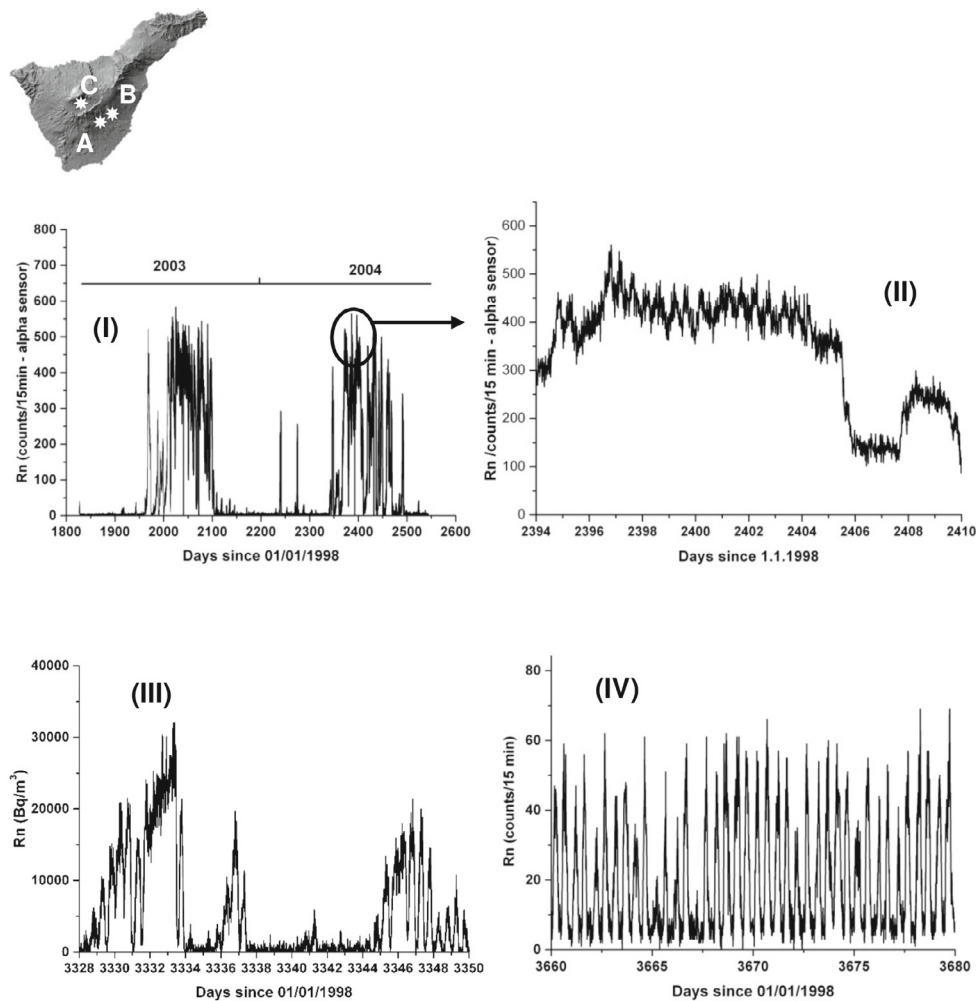 C
B
A
800
700
600
500
400
300
200
100
0
Rn (counts/15min - alpha sensor)
2003
2004
(I)
1800 1900 2000 2100 2200 2300 2400 2500 2600
Days since 01/01/1998
600
500
400
300
200
100
0
Rn /counts/15 min - alpha sensor)
(II)
2394 2396 2398 2400 2402 2404 2406 2408 2410
Days since 1.1.1998
40000
30000
20000
10000
0
Rn (Bq/m³)
(III)
3328 3330 3332 3334 3336 3338 3340 3342 3344 3346 3348 3350
Days since 01/01/1998
80
60
40
20
0
Rn (counts/15 min)
(IV)
3660 3665 3670 3675 3680
Days since 01/01/1998